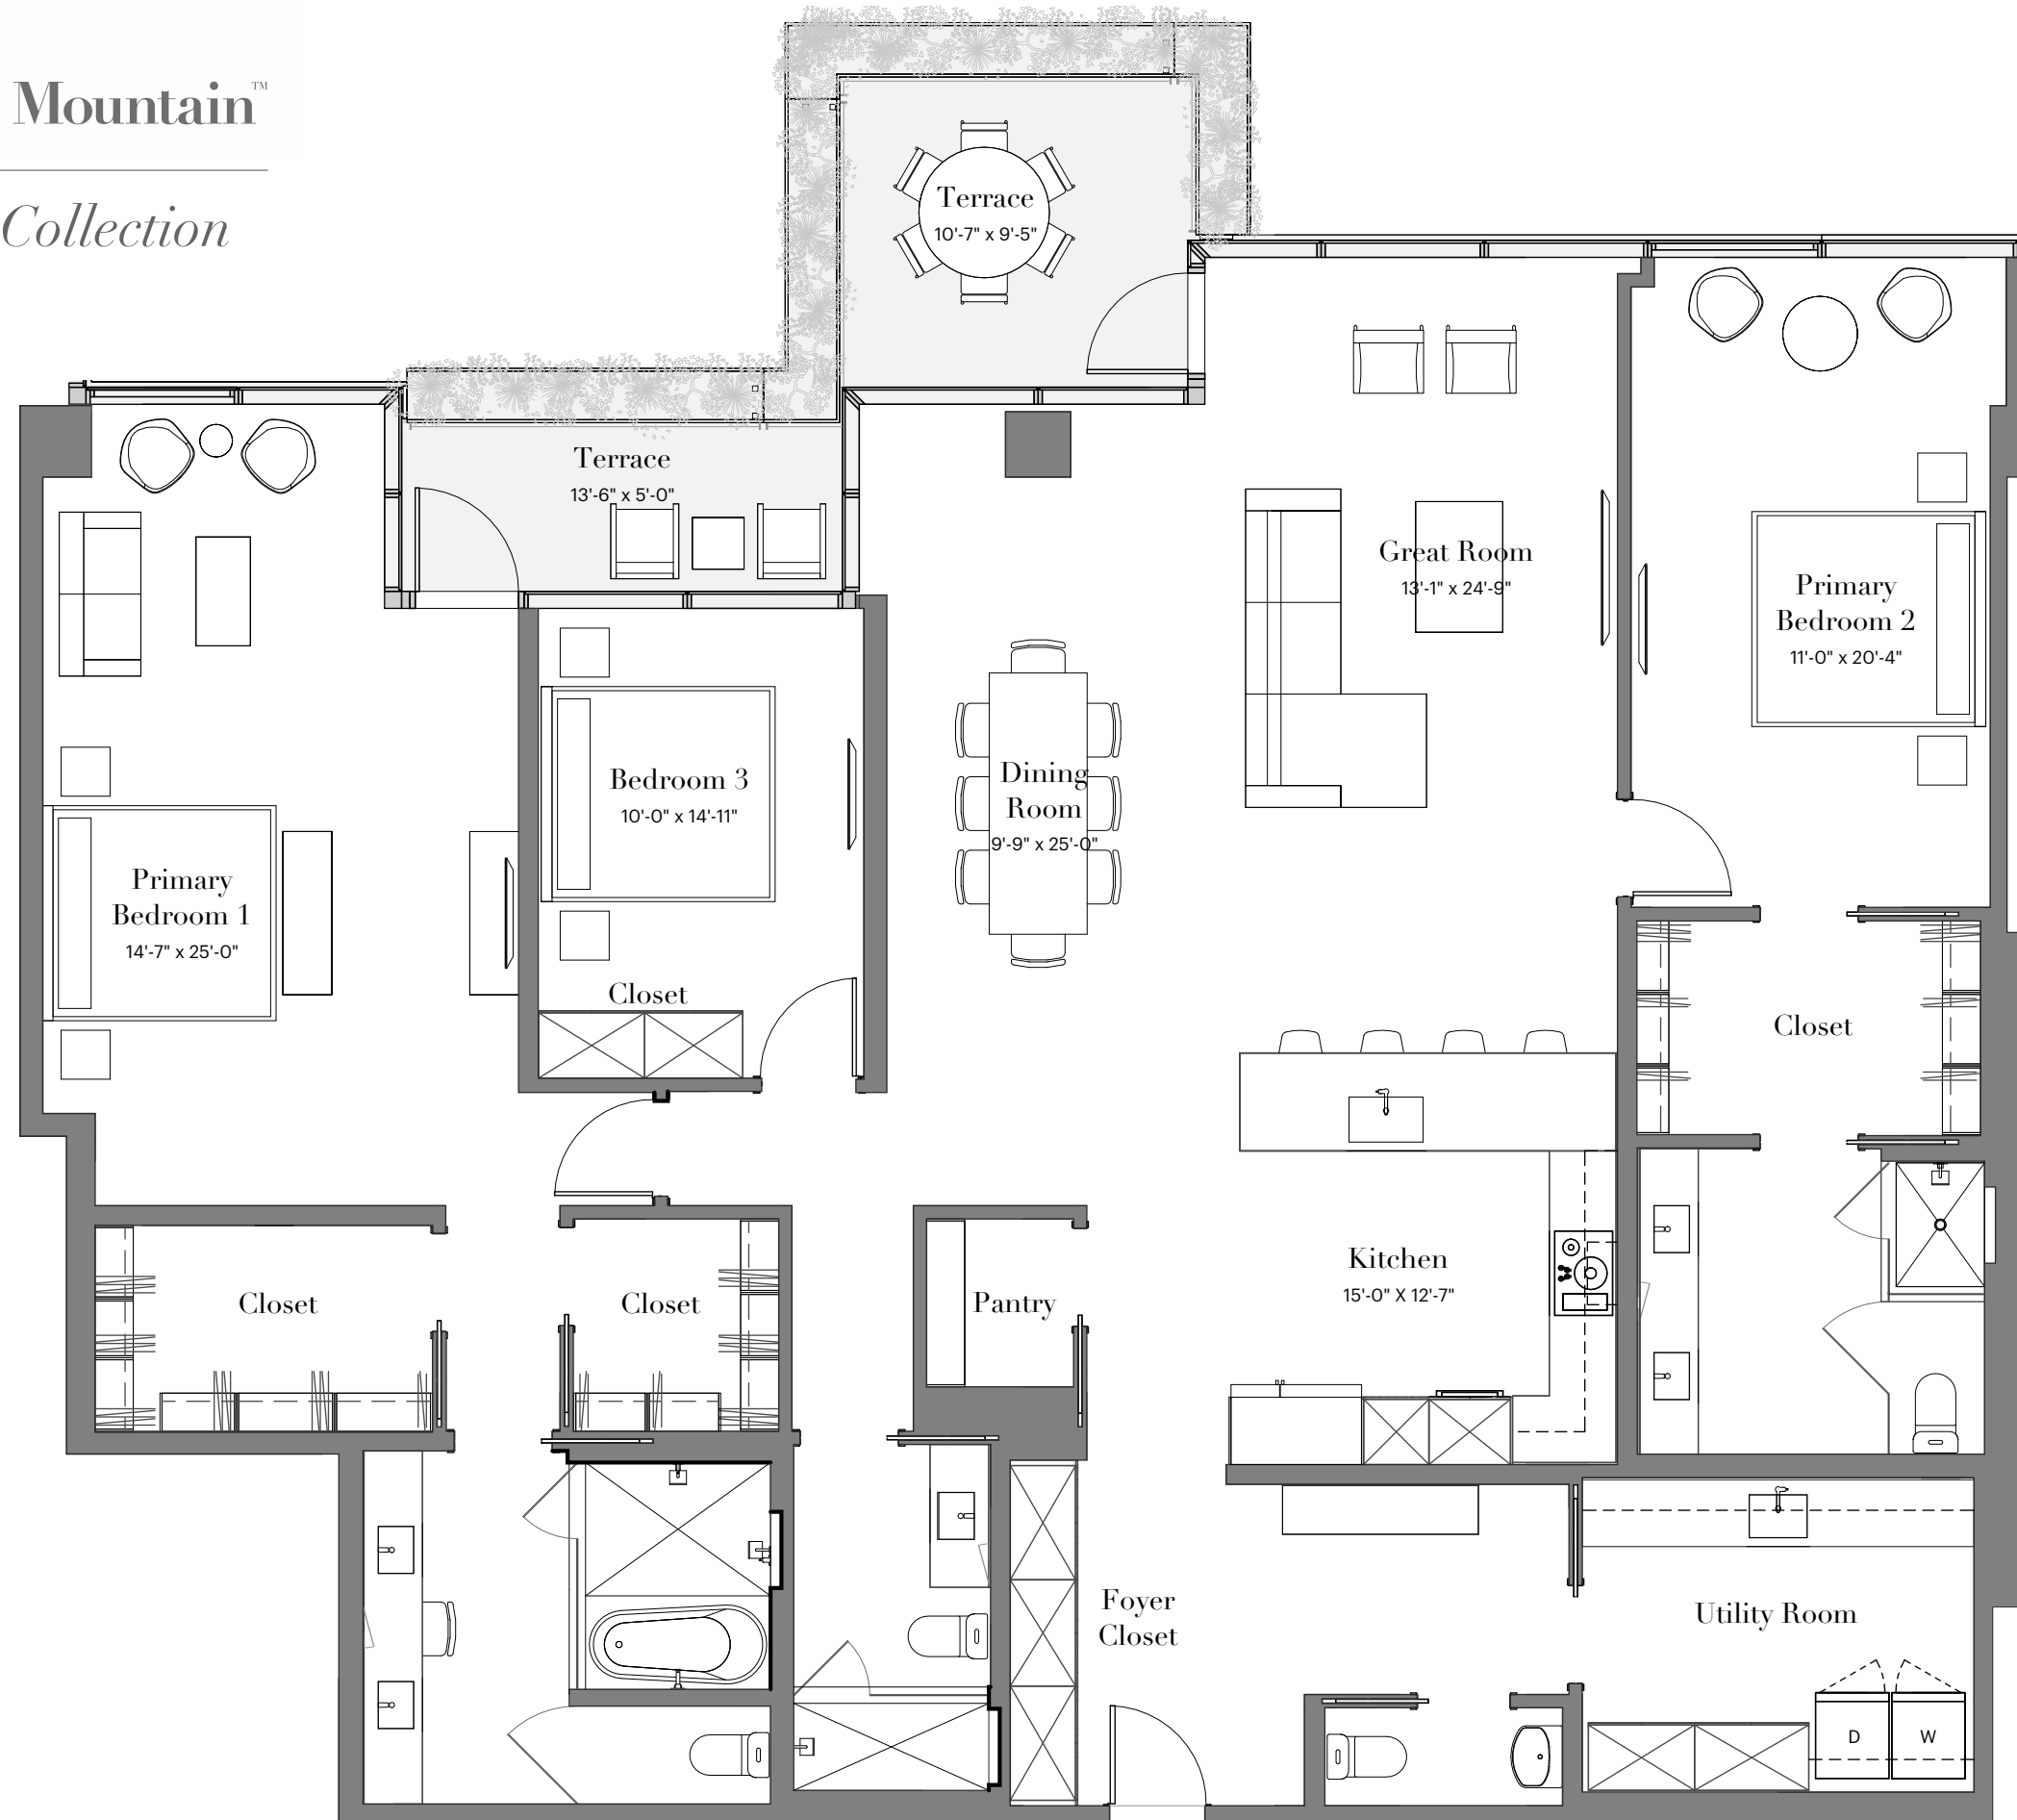 Mountain™
Collection
Terrace
10'-7" x 9'-5"
Terrace
13'-6" x 5'-0"
Great Room
13'-1" x 24'-9"
Primary
Bedroom 2
11'-0" x 20'-4"
Bedroom 3
10'-0" x 14'-11"
Dining
Room
9'-9" x 25'-0"
Primary
Bedroom 1
14'-7" x 25'-0"
Closet
Closet
Kitchen
15'-0" X 12'-7"
Closet
Closet
Pantry
Foyer
Closet
Utility Room
D
W